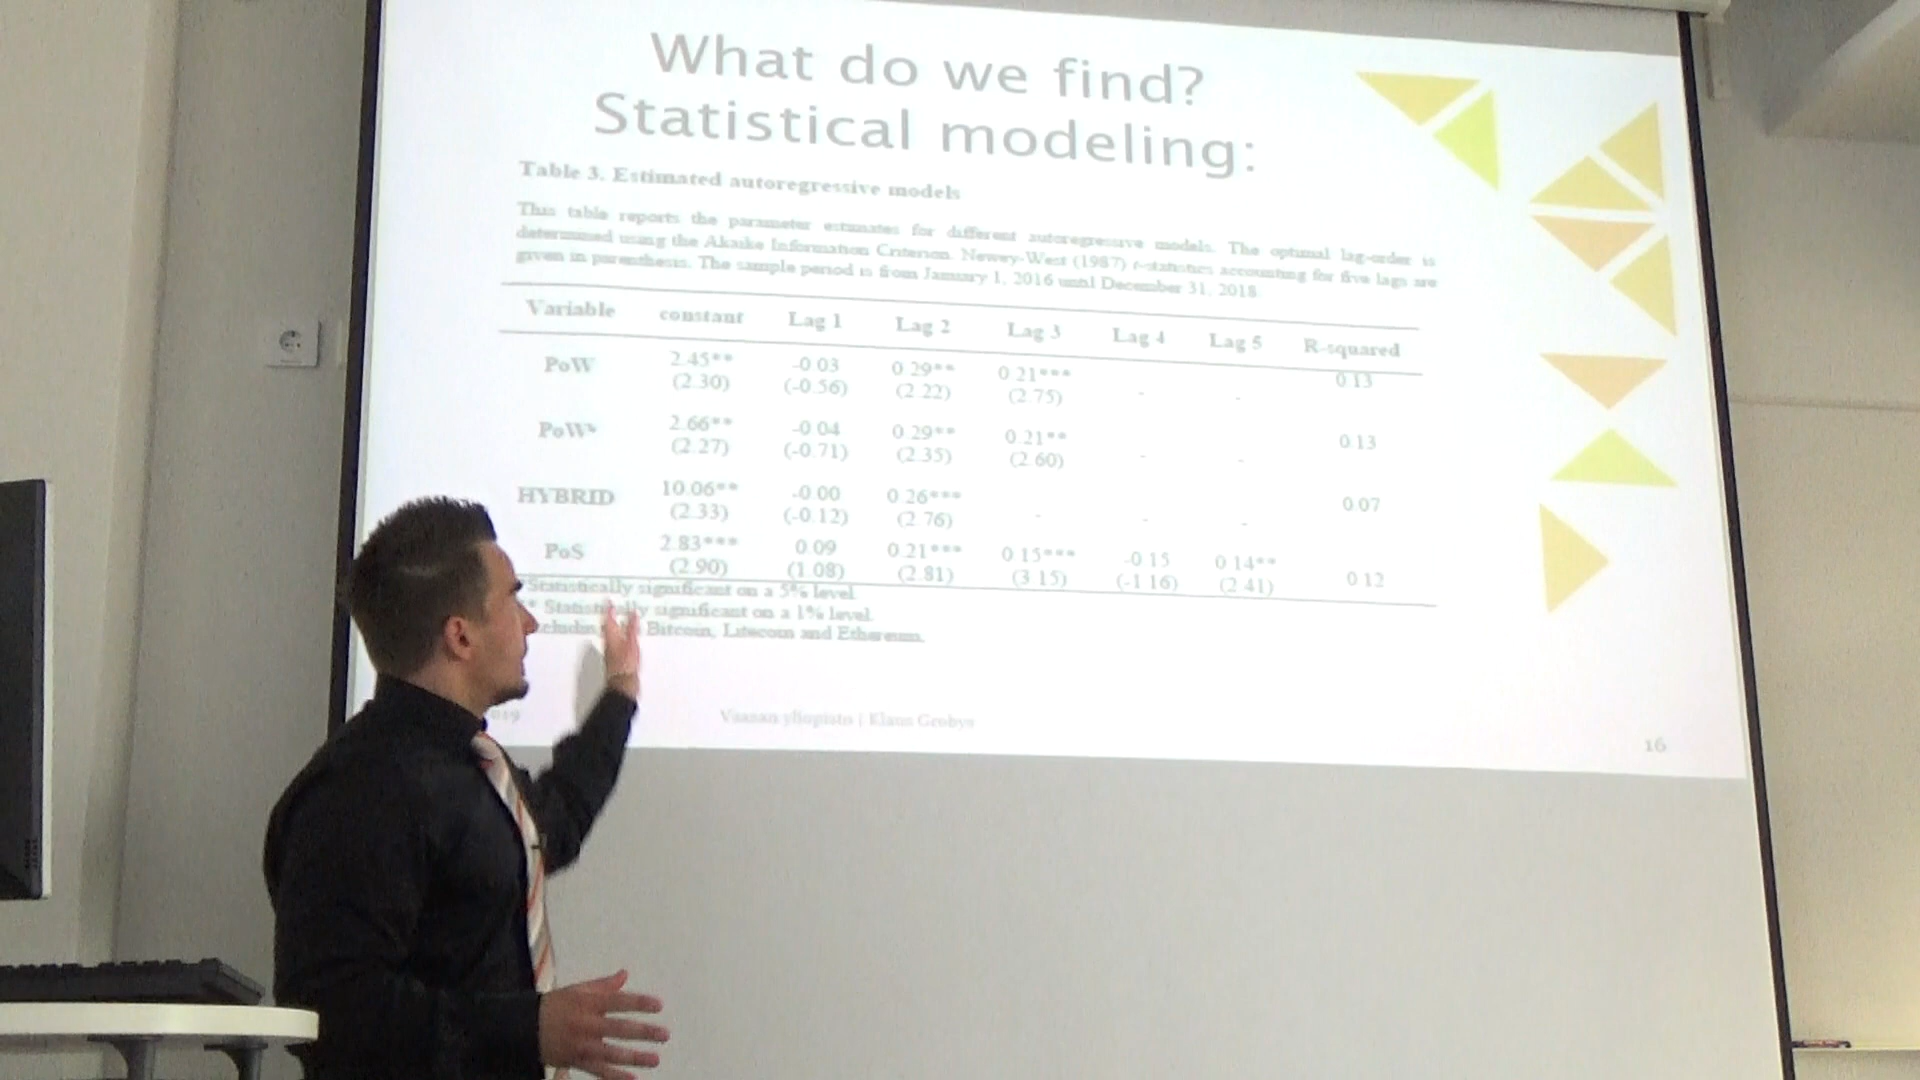 What do we find?
Statistical modeling:
Table 3. Estimated autoregressive models
This table reports the parameter estimates for different autoregressive models. The optimal lag-order is
determined using the Akaike Information Criterion. Newey-West (1987) t-statistics accounting for five lags are
given in parenthesis. The sample period is from January 1, 2016 until December 31, 2018.
Variable constant Lag 1 Lag 2 Lag 3 Lag 4 Lag 5 R-squared
PoW 2.45** -0.03 0.29** 0.21*** - - 0.13
(2.30) (-0.56) (2.22) (2.75)
PoW* 2.66** -0.04 0.29** 0.21** - - 0.13
(2.27) (-0.71) (2.35) (2.60)
HYBRID 10.06** -0.00 0.26*** - - - 0.07
(2.33) (-0.12) (2.76)
PoS 2.83*** 0.09 0.21*** 0.15*** -0.15 0.14** 0.12
(2.90) (1.08) (2.81) (3.15) (-1.16) (2.41)
Statistically significant on a 5% level.
* Statistically significant on a 1% level.
Bitcoin, Litecoin and Ethereum.
Vaasan yliopisto | Klaus Grobys
16